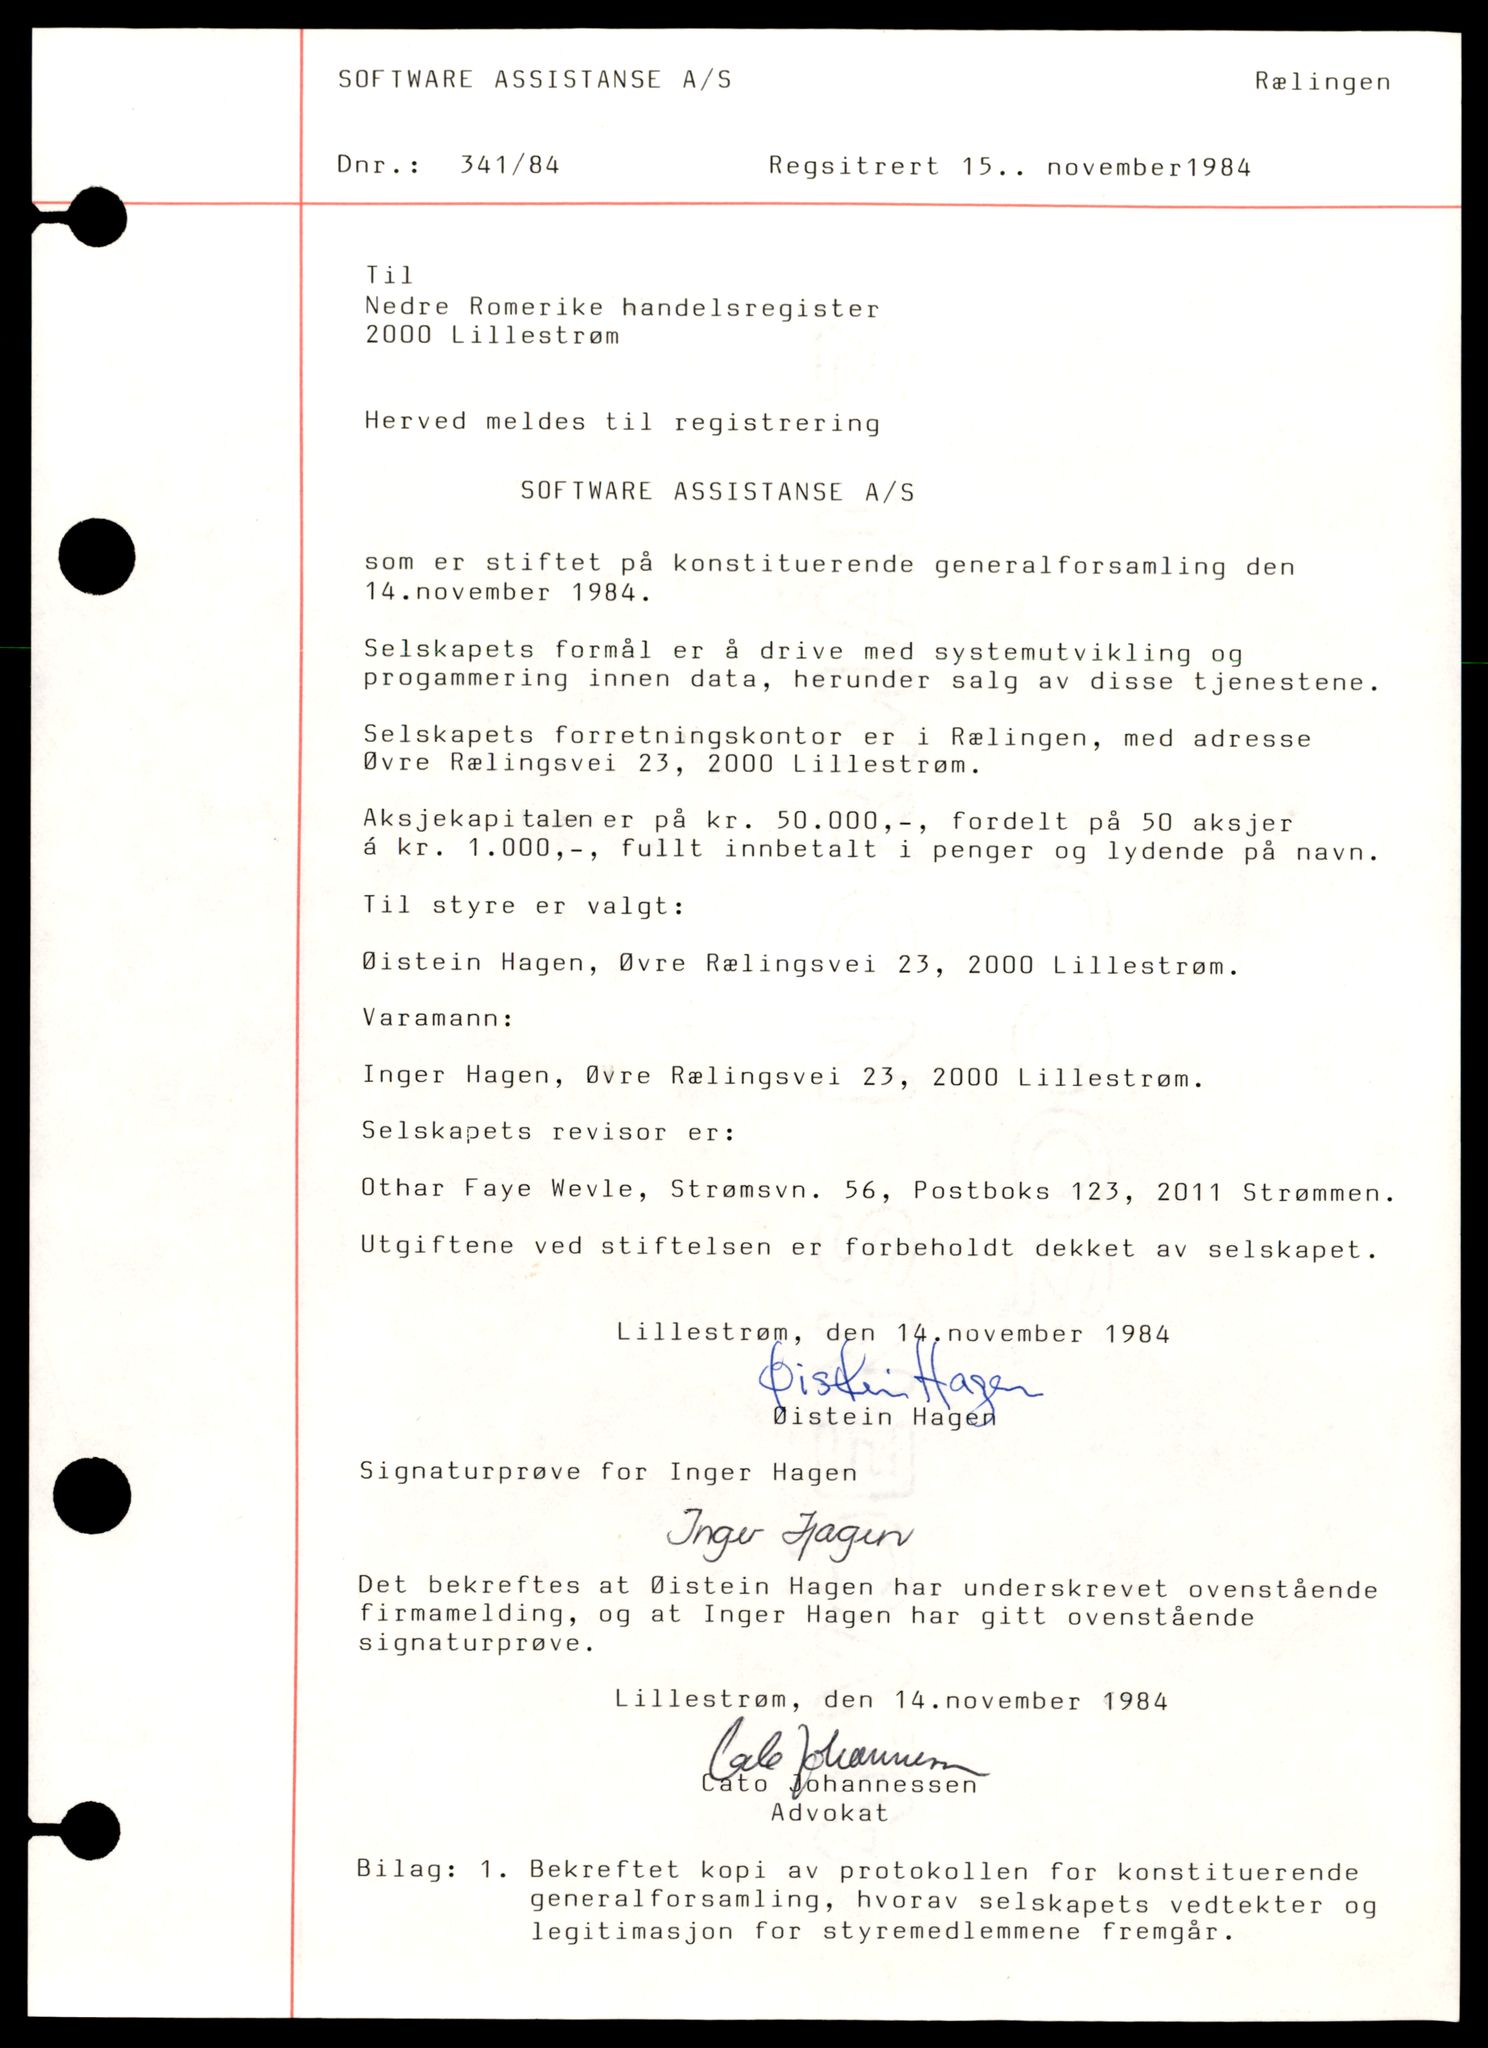 SOFTWARE ASSISTANSE A/S Rælingen
Dnr.: 341/84 Regsitrert 15.. november1984
Til
Nedre Romerike handelsregister
2000 Lillestrøm
Herved meldes til registrering
SOFTWARE ASSISTANSE A/S
som er stiftet på konstituerende generalforsamling den
14.november 1984.
Selskapets formål er å drive med systemutvikling og
progammering innen data, herunder salg av disse tjenestene.
Selskapets forretningskontor er i Rælingen, med adresse
Øvre Rælingsvei 23, 2000 Lillestrøm.
Aksjekapitalen er på kr. 50.000,-, fordelt på 50 aksjer
á kr. 1.000,-, fullt innbetalt i penger og lydende på navn.
Til styre er valgt:
Øistein Hagen, Øvre Rælingsvei 23, 2000 Lillestrøm.
Varamann:
Inger Hagen, Øvre Rælingsvei 23, 2000 Lillestrøm.
Selskapets revisor er:
Othar Faye Wevle, Strømsvn. 56, Postboks 123, 2011 Strømmen.
Utgiftene ved stiftelsen er forbeholdt dekket av selskapet.
Lillestrøm, den 14.november 1984
Øistein Hagen
Øistein Hagen
Signaturprøve for Inger Hagen
Inger Hagen
Det bekreftes at Øistein Hagen har underskrevet ovenstående
firmamelding, og at Inger Hagen har gitt ovenstående
signaturprøve.
Lillestrøm, den 14.november 1984
Cato Johannessen
Cato Johannessen
Advokat
Bilag: 1. Bekreftet kopi av protokollen for konstituerende
generalforsamling, hvorav selskapets vedtekter og
legitimasjon for styremedlemmene fremgår.